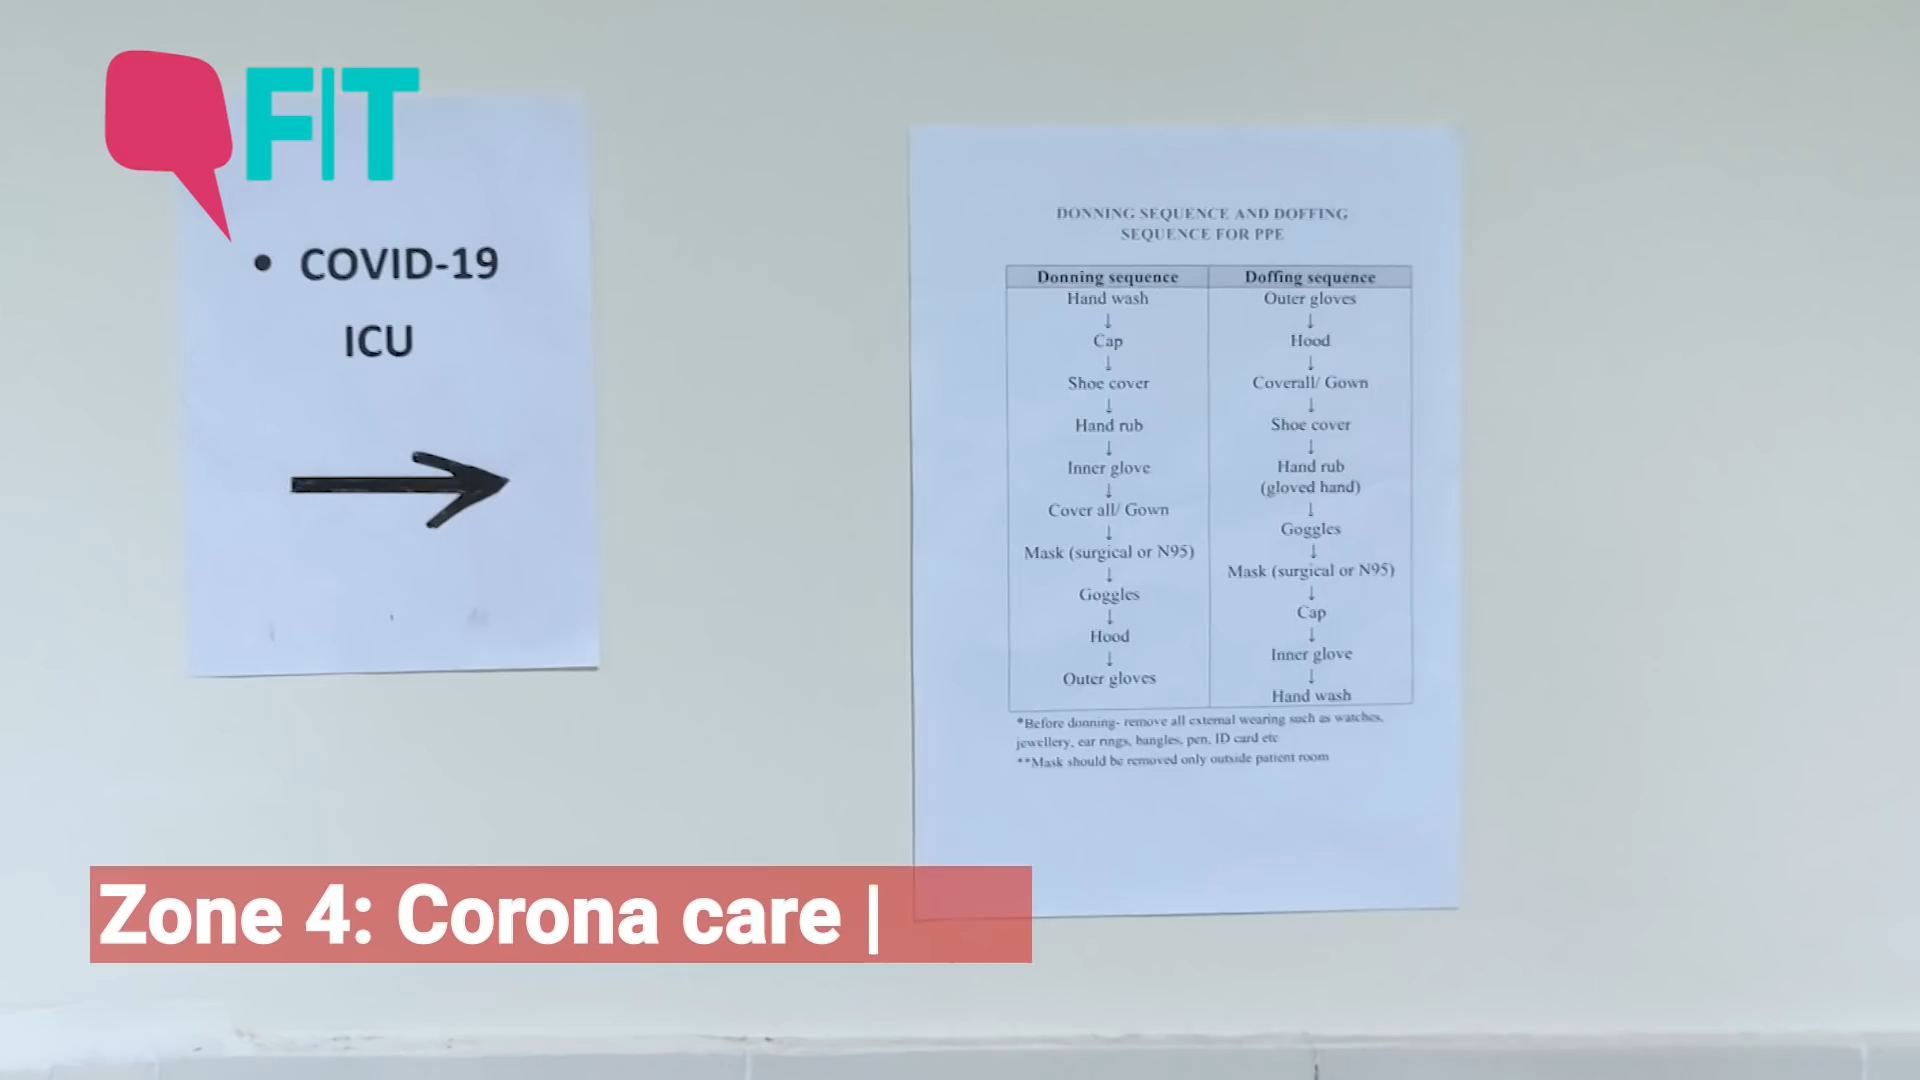 FIT
• COVID-19
ICU
DONNING SEQUENCE AND DOFFING
SEQUENCE FOR PPE
Donning sequence
Hand wash
↓
Cap
↓
Shoe cover
↓
Hand rub
↓
Inner glove
↓
Cover all/ Gown
↓
Mask (surgical or N95)
↓
Goggles
↓
Hood
↓
Outer gloves
Doffing sequence
Outer gloves
↓
Hood
↓
Coverall/ Gown
↓
Shoe cover
↓
Hand rub
(gloved hand)
↓
Goggles
↓
Mask (surgical or N95)
↓
Cap
↓
Inner glove
↓
Hand wash
*Before donning- remove all external wearing such as watches,
jewellery, ear rings, bangles, pen, ID card etc
**Mask should be removed only outside patient room
Zone 4: Corona care |